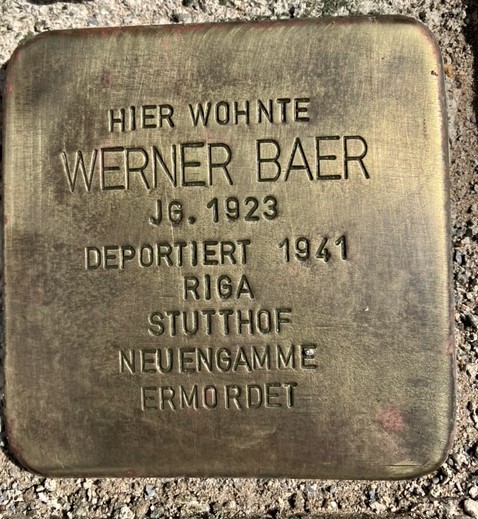 HIER WOHNTE
WERNER BAER
JG. 1923
DEPORTIERT 1941
RIGA
STUTTHOF
NEUENGAMME
ERMORDET